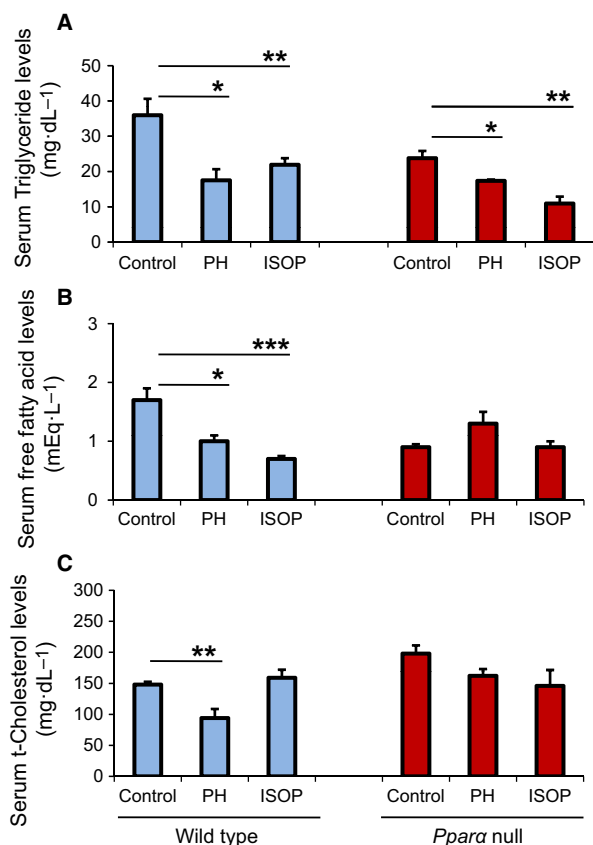 A
Serum Triglyceride levels
(mg·dL−1)
50
40
30
20
10
0
**
*
**
*
Control PH ISOP Control PH ISOP
B
Serum free fatty acid levels
(mEq·L−1)
3
2
1
0
***
*
Control PH ISOP Control PH ISOP
C
Serum t-Cholesterol levels
(mg·dL−1)
300
250
200
150
100
50
0
**
Control PH ISOP Control PH ISOP
Wild type Pparα null